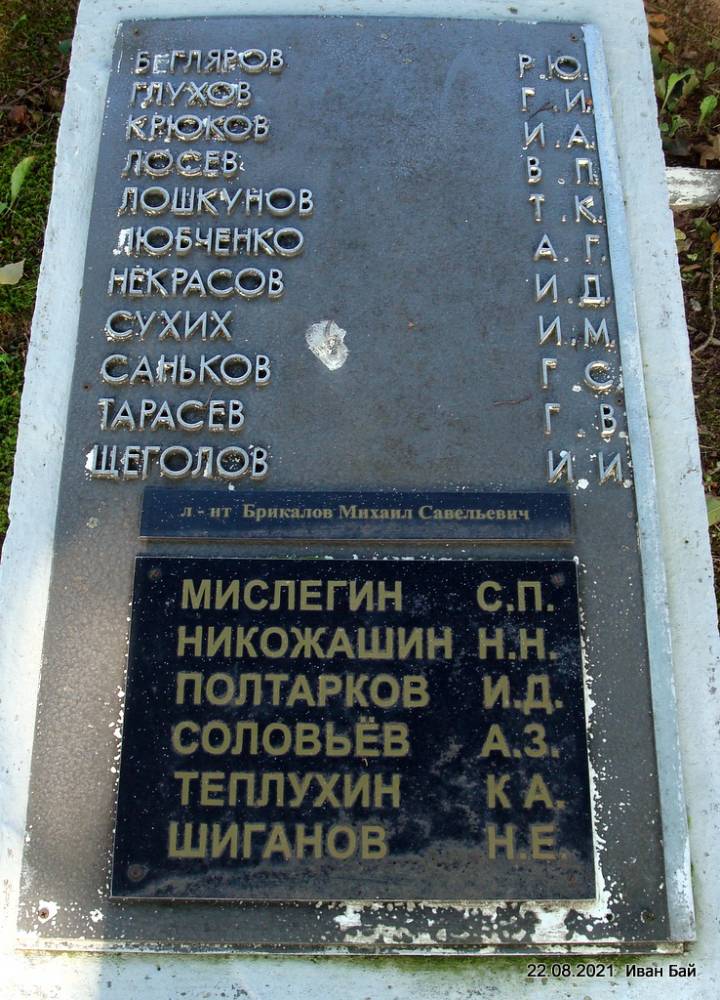 БЕГЛЯРОВ Р.Ю.
ГЛУХОВ Г.И.
КРЮКОВ И.А.
ЛОСЕВ В.П.
ЛОШКУНОВ Т.К.
ЛЮБЧЕНКО А.Г.
НЕКРАСОВ И.Д.
СУХИХ И.М.
САНЬКОВ Г.С.
ТАРАСЕВ Г.В.
ЩЕГОЛОВ И.И
л - нт Брикалов Михаил Савельевич
МИСЛЕГИН С.П.
НИКОЖАШИН Н.Н.
ПОЛТАРКОВ И.Д.
СОЛОВЬЁВ А.З.
ТЕПЛУХИН К А.
ШИГАНОВ Н.Е.
22.08.2021 Иван Бай